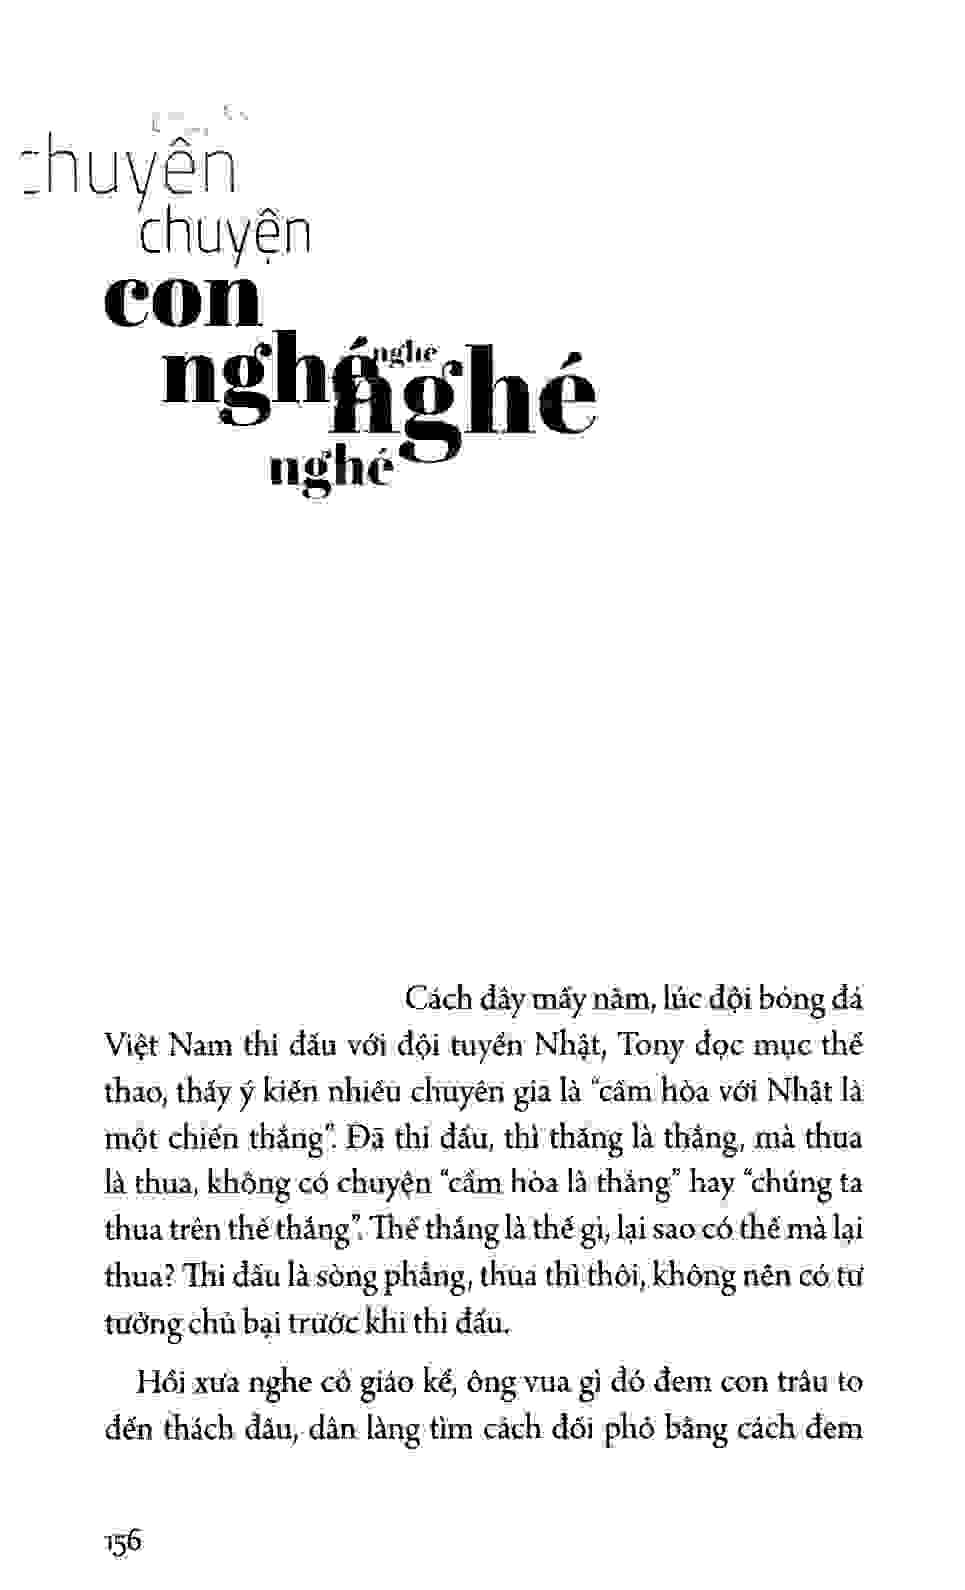 chuyện
chuyện
con
nghé nghe nghé
nghé
Cách đây mấy năm, lúc đội bóng đá
Việt Nam thi đấu với đội tuyển Nhật, Tony đọc mục thể
thao, thấy ý kiến nhiều chuyên gia là “cầm hòa với Nhật là
một chiến thắng”. Đã thi đấu, thì thắng là thắng, mà thua
là thua, không có chuyện “cầm hòa là thắng” hay “chúng ta
thua trên thế thắng”. Thế thắng là thế gì, lại sao có thế mà lại
thua? Thi đấu là sòng phẳng, thua thì thôi, không nên có tư
tưởng chủ bại trước khi thi đấu.
Hồi xưa nghe cô giáo kể, ông vua gì đó đem con trâu to
đến thách đấu, dân làng tìm cách đối phó bằng cách đem
156